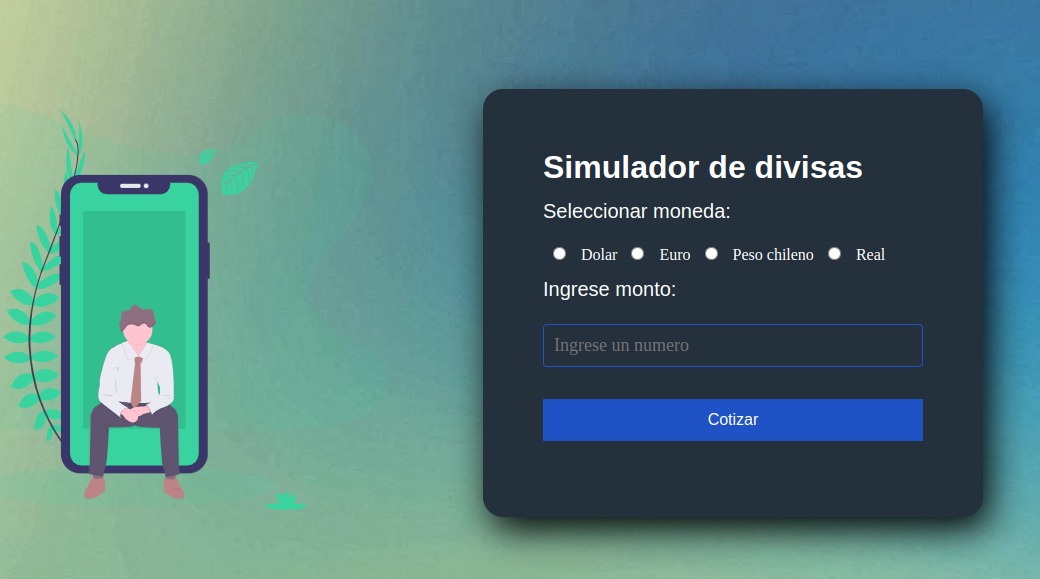 Simulador de divisas
Seleccionar moneda:
Dolar Euro Peso chileno Real
Ingrese monto:
Ingrese un numero
Cotizar